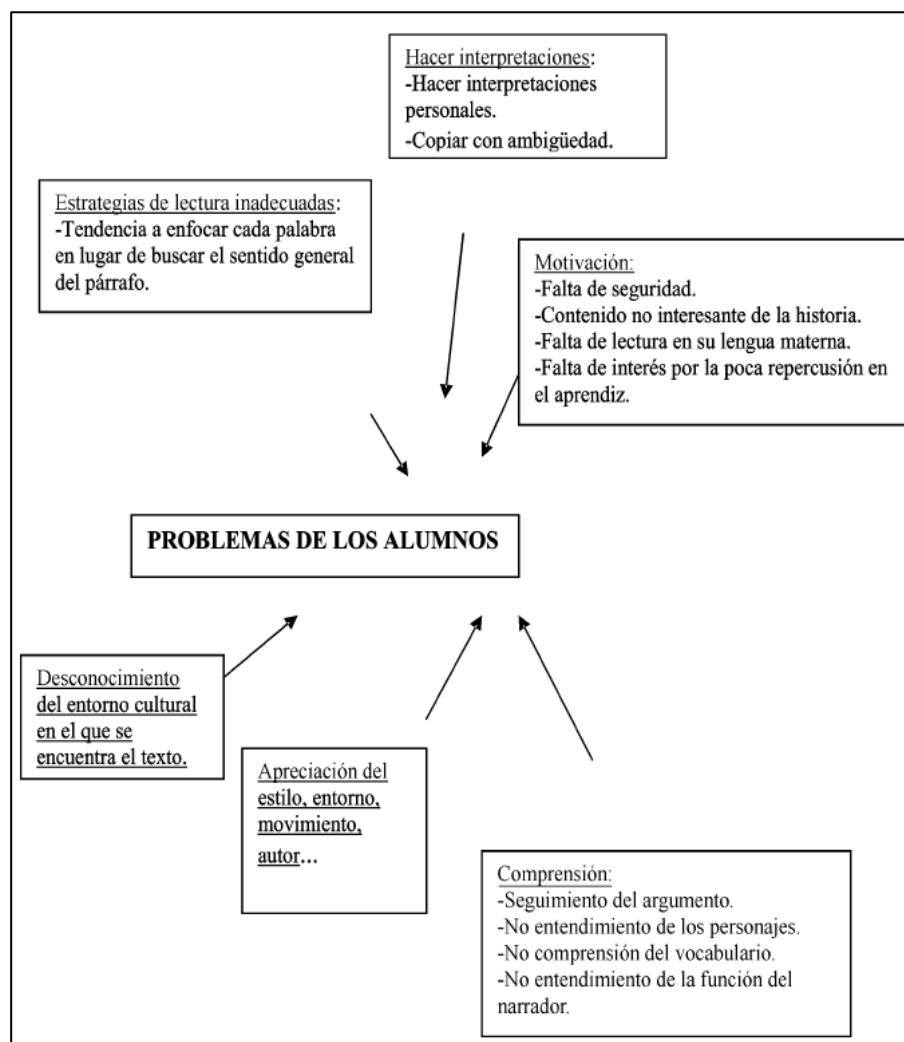 Hacer interpretaciones:
-Hacer interpretaciones
personales.
-Copiar con ambigüedad.
Estrategias de lectura inadecuadas:
-Tendencia a enfocar cada palabra
en lugar de buscar el sentido general
del párrafo.
Motivación:
-Falta de seguridad.
-Contenido no interesante de la historia.
-Falta de lectura en su lengua materna.
-Falta de interés por la poca repercusión en
el aprendiz.
PROBLEMAS DE LOS ALUMNOS
Desconocimiento
del entorno cultural
en el que se
encuentra el texto.
Apreciación del
estilo, entorno,
movimiento,
autor...
Comprensión:
-Seguimiento del argumento.
-No entendimiento de los personajes.
-No comprensión del vocabulario.
-No entendimiento de la función del
narrador.